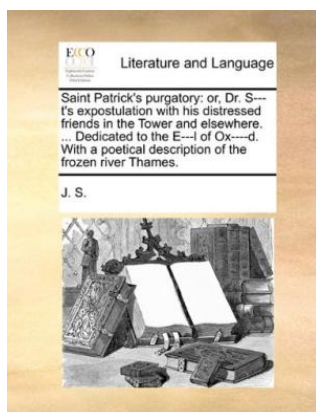 ECCO
Literature and Language
Saint Patrick's purgatory: or, Dr. S---
t's expostulation with his distressed
friends in the Tower and elsewhere.
... Dedicated to the E---l of Ox----d.
With a poetical description of the
frozen river Thames.
J. S.